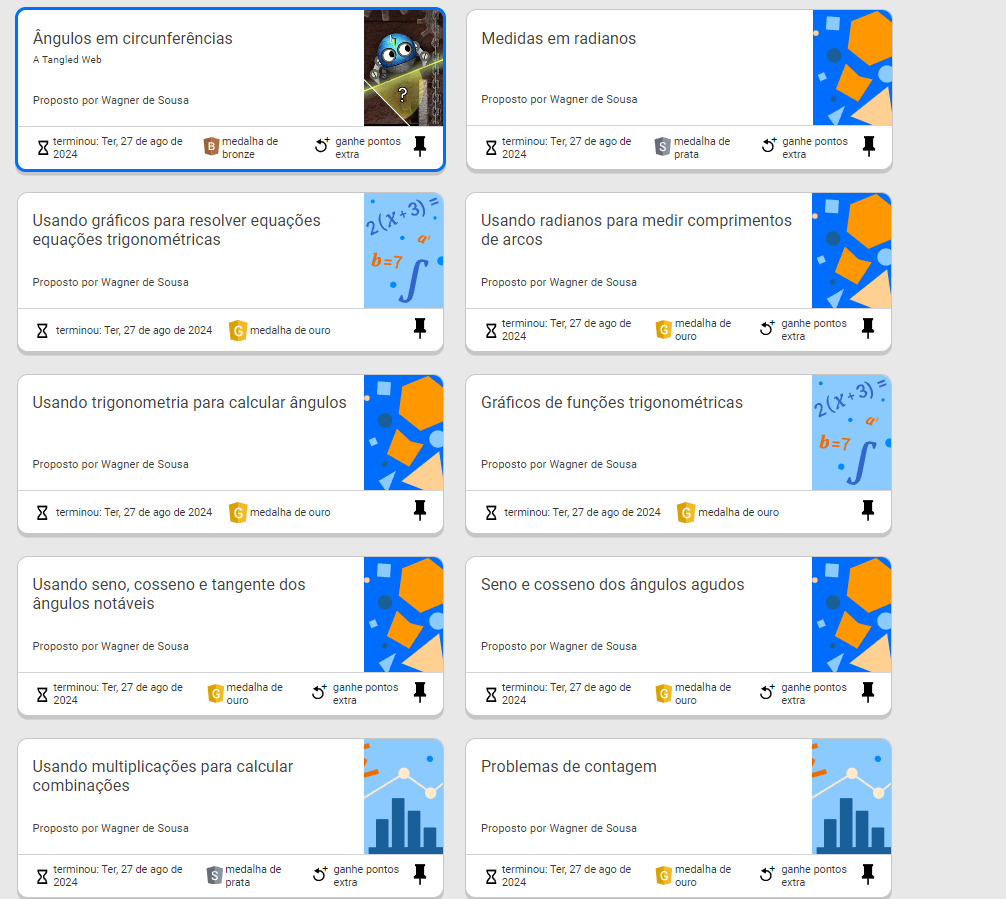 Ângulos em circunferências
A Tangled Web
?
Proposto por Wagner de Sousa
terminou: Ter, 27 de ago de
2024
B
medalha de
bronze
ganhe pontos
extra
Medidas em radianos
Proposto por Wagner de Sousa
terminou: Ter, 27 de ago de
2024
S
medalha de
prata
ganhe pontos
extra
Usando gráficos para resolver equações
equações trigonométricas
2(x+3)=
a'
b=7
∫
Proposto por Wagner de Sousa
terminou: Ter, 27 de ago de 2024
G
medalha de ouro
Usando radianos para medir comprimentos
de arcos
Proposto por Wagner de Sousa
terminou: Ter, 27 de ago de
2024
G
medalha de
ouro
ganhe pontos
extra
Usando trigonometria para calcular ângulos
Proposto por Wagner de Sousa
terminou: Ter, 27 de ago de 2024
G
medalha de ouro
Gráficos de funções trigonométricas
2(x+3)=
a'
b=7
∫
Proposto por Wagner de Sousa
terminou: Ter, 27 de ago de 2024
G
medalha de ouro
Usando seno, cosseno e tangente dos
ângulos notáveis
Proposto por Wagner de Sousa
terminou: Ter, 27 de ago de
2024
G
medalha de
ouro
ganhe pontos
extra
Seno e cosseno dos ângulos agudos
Proposto por Wagner de Sousa
terminou: Ter, 27 de ago de
2024
G
medalha de
ouro
ganhe pontos
extra
Usando multiplicações para calcular
combinações
Proposto por Wagner de Sousa
terminou: Ter, 27 de ago de
2024
S
medalha de
prata
ganhe pontos
extra
Problemas de contagem
Proposto por Wagner de Sousa
terminou: Ter, 27 de ago de
2024
G
medalha de
ouro
ganhe pontos
extra